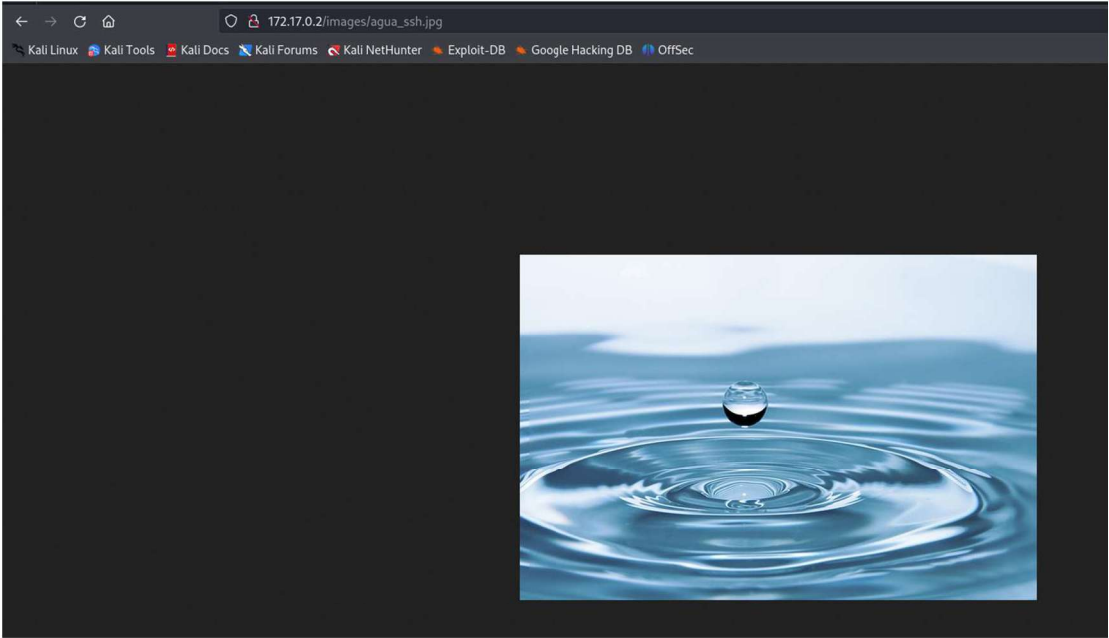 172.17.0.2/images/agua_ssh.jpg
Kali Linux Kali Tools Kali Docs Kali Forums Kali NetHunter Exploit-DB Google Hacking DB OffSec